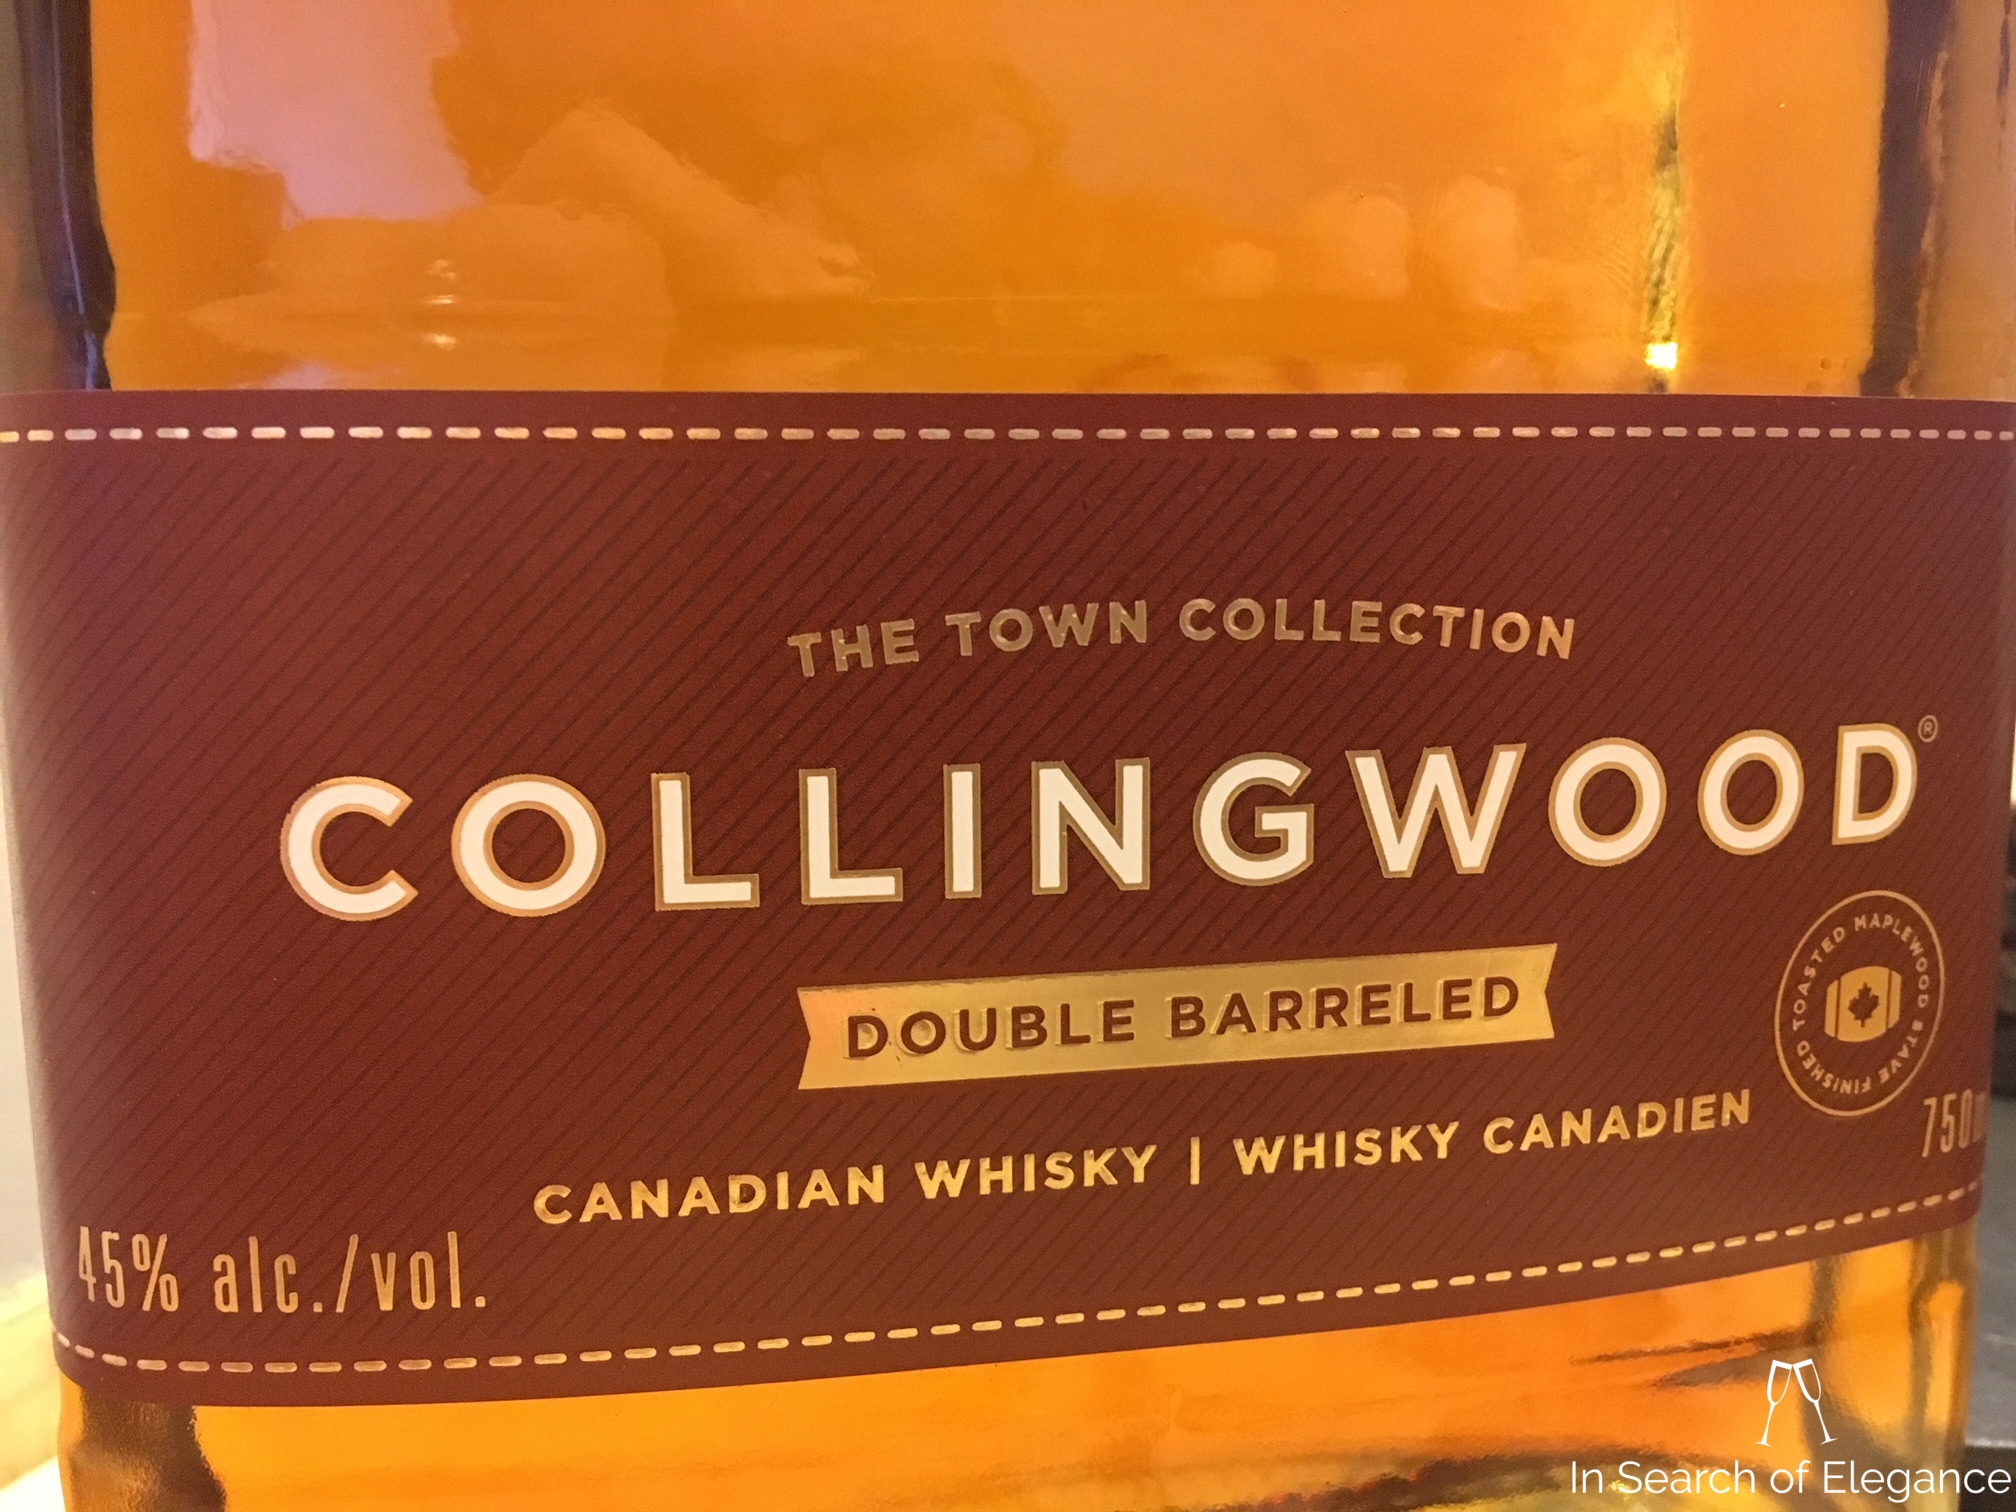 THE TOWN COLLECTION
COLLINGWOOD®
DOUBLE BARRELED
TOASTED MAPLEWOOD STAVE FINISHED
CANADIAN WHISKY | WHISKY CANADIEN
750m
45% alc./vol.
In Search of Elegance